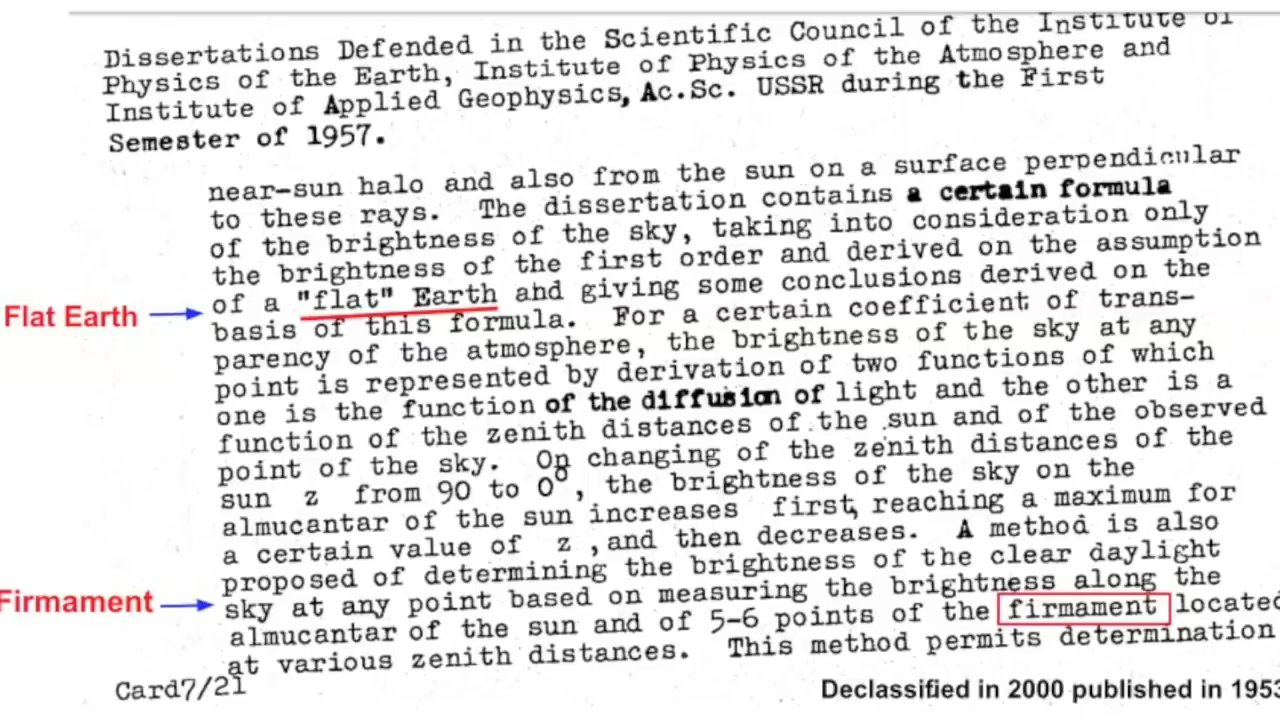 Dissertations Defended in the Scientific Council of the Institute of
Physics of the Earth, Institute of Physics of the Atmosphere and
Institute of Applied Geophysics, Ac.Sc. USSR during the First
Semester of 1957.
near-sun halo and also from the sun on a surface perpendicular
to these rays. The dissertation contains a certain formula
of the brightness of the sky, taking into consideration only
the brightness of the first order and derived on the assumption
Flat Earth
of a "flat" Earth and giving some conclusions derived on the
basis of this formula. For a certain coefficient of trans-
parency of the atmosphere, the brightness of the sky at any
point is represented by derivation of two functions of which
one is the function of the diffusion of light and the other is a
function of the zenith distances of the sun and of the observed
point of the sky. On changing of the zenith distances of the
sun z from 90 to 0°, the brightness of the sky on the
almucantar of the sun increases first, reaching a maximum for
a certain value of z , and then decreases. A method is also
proposed of determining the brightness of the clear daylight
Firmament
sky at any point based on measuring the brightness along the
almucantar of the sun and of 5-6 points of the firmament located
at various zenith distances. This method permits determination
Card7/21
Declassified in 2000 published in 1953